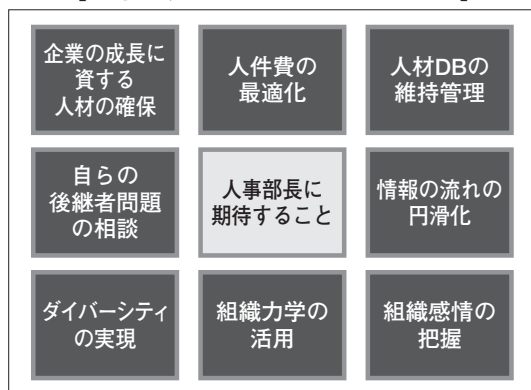 企業の成長に
資する
人材の確保
人件費の
最適化
人材DBの
維持管理
自らの
後継者問題
の相談
人事部長に
期待すること
情報の流れの
円滑化
ダイバーシティ
の実現
組織力学の
活用
組織感情の
把握